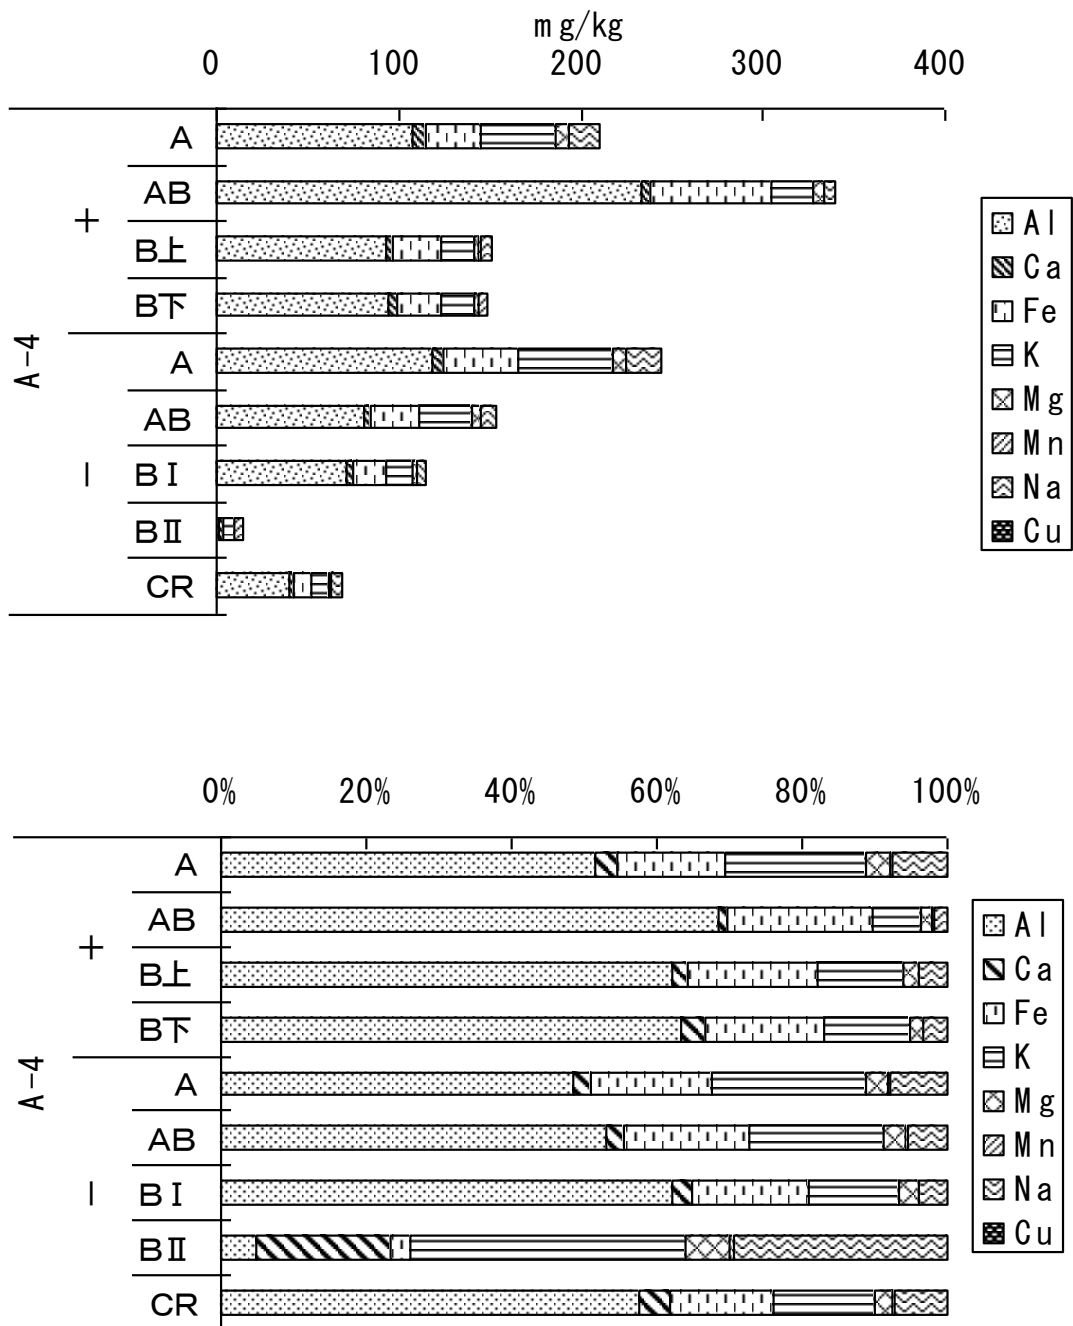 mg/kg
0 100 200 300 400
A
AB
B上
B下
A
AB
BⅠ
BⅡ
CR
+
−
A-4
Al
Ca
Fe
K
Mg
Mn
Na
Cu
0% 20% 40% 60% 80% 100%
A
AB
B上
B下
A
AB
BⅠ
BⅡ
CR
+
−
A-4
Al
Ca
Fe
K
Mg
Mn
Na
Cu